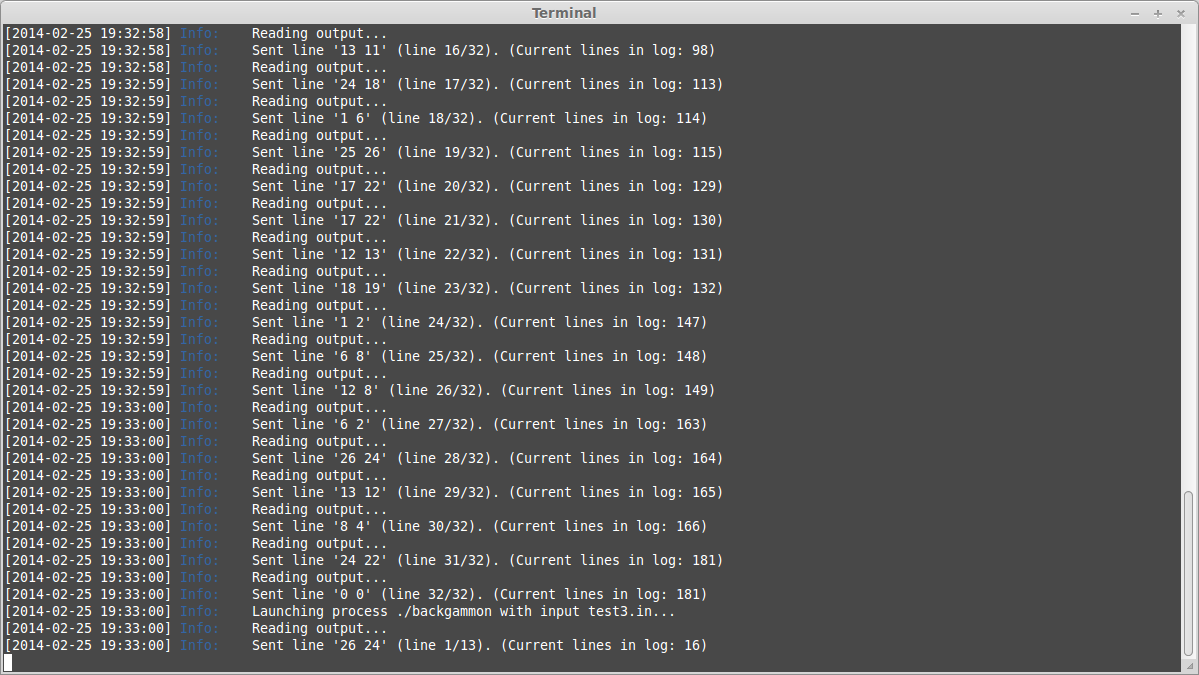 Terminal
[2014-02-25 19:32:58] Info:    Reading output...
[2014-02-25 19:32:58] Info:    Sent line '13 11' (line 16/32). (Current lines in log: 98)
[2014-02-25 19:32:58] Info:    Reading output...
[2014-02-25 19:32:59] Info:    Sent line '24 18' (line 17/32). (Current lines in log: 113)
[2014-02-25 19:32:59] Info:    Reading output...
[2014-02-25 19:32:59] Info:    Sent line '1 6' (line 18/32). (Current lines in log: 114)
[2014-02-25 19:32:59] Info:    Reading output...
[2014-02-25 19:32:59] Info:    Sent line '25 26' (line 19/32). (Current lines in log: 115)
[2014-02-25 19:32:59] Info:    Reading output...
[2014-02-25 19:32:59] Info:    Sent line '17 22' (line 20/32). (Current lines in log: 129)
[2014-02-25 19:32:59] Info:    Reading output...
[2014-02-25 19:32:59] Info:    Sent line '17 22' (line 21/32). (Current lines in log: 130)
[2014-02-25 19:32:59] Info:    Reading output...
[2014-02-25 19:32:59] Info:    Sent line '12 13' (line 22/32). (Current lines in log: 131)
[2014-02-25 19:32:59] Info:    Reading output...
[2014-02-25 19:32:59] Info:    Sent line '18 19' (line 23/32). (Current lines in log: 132)
[2014-02-25 19:32:59] Info:    Reading output...
[2014-02-25 19:32:59] Info:    Sent line '1 2' (line 24/32). (Current lines in log: 147)
[2014-02-25 19:32:59] Info:    Reading output...
[2014-02-25 19:32:59] Info:    Sent line '6 8' (line 25/32). (Current lines in log: 148)
[2014-02-25 19:32:59] Info:    Reading output...
[2014-02-25 19:32:59] Info:    Sent line '12 8' (line 26/32). (Current lines in log: 149)
[2014-02-25 19:33:00] Info:    Reading output...
[2014-02-25 19:33:00] Info:    Sent line '6 2' (line 27/32). (Current lines in log: 163)
[2014-02-25 19:33:00] Info:    Reading output...
[2014-02-25 19:33:00] Info:    Sent line '26 24' (line 28/32). (Current lines in log: 164)
[2014-02-25 19:33:00] Info:    Reading output...
[2014-02-25 19:33:00] Info:    Sent line '13 12' (line 29/32). (Current lines in log: 165)
[2014-02-25 19:33:00] Info:    Reading output...
[2014-02-25 19:33:00] Info:    Sent line '8 4' (line 30/32). (Current lines in log: 166)
[2014-02-25 19:33:00] Info:    Reading output...
[2014-02-25 19:33:00] Info:    Sent line '24 22' (line 31/32). (Current lines in log: 181)
[2014-02-25 19:33:00] Info:    Reading output...
[2014-02-25 19:33:00] Info:    Sent line '0 0' (line 32/32). (Current lines in log: 181)
[2014-02-25 19:33:00] Info:    Launching process ./backgammon with input test3.in...
[2014-02-25 19:33:00] Info:    Reading output...
[2014-02-25 19:33:00] Info:    Sent line '26 24' (line 1/13). (Current lines in log: 16)